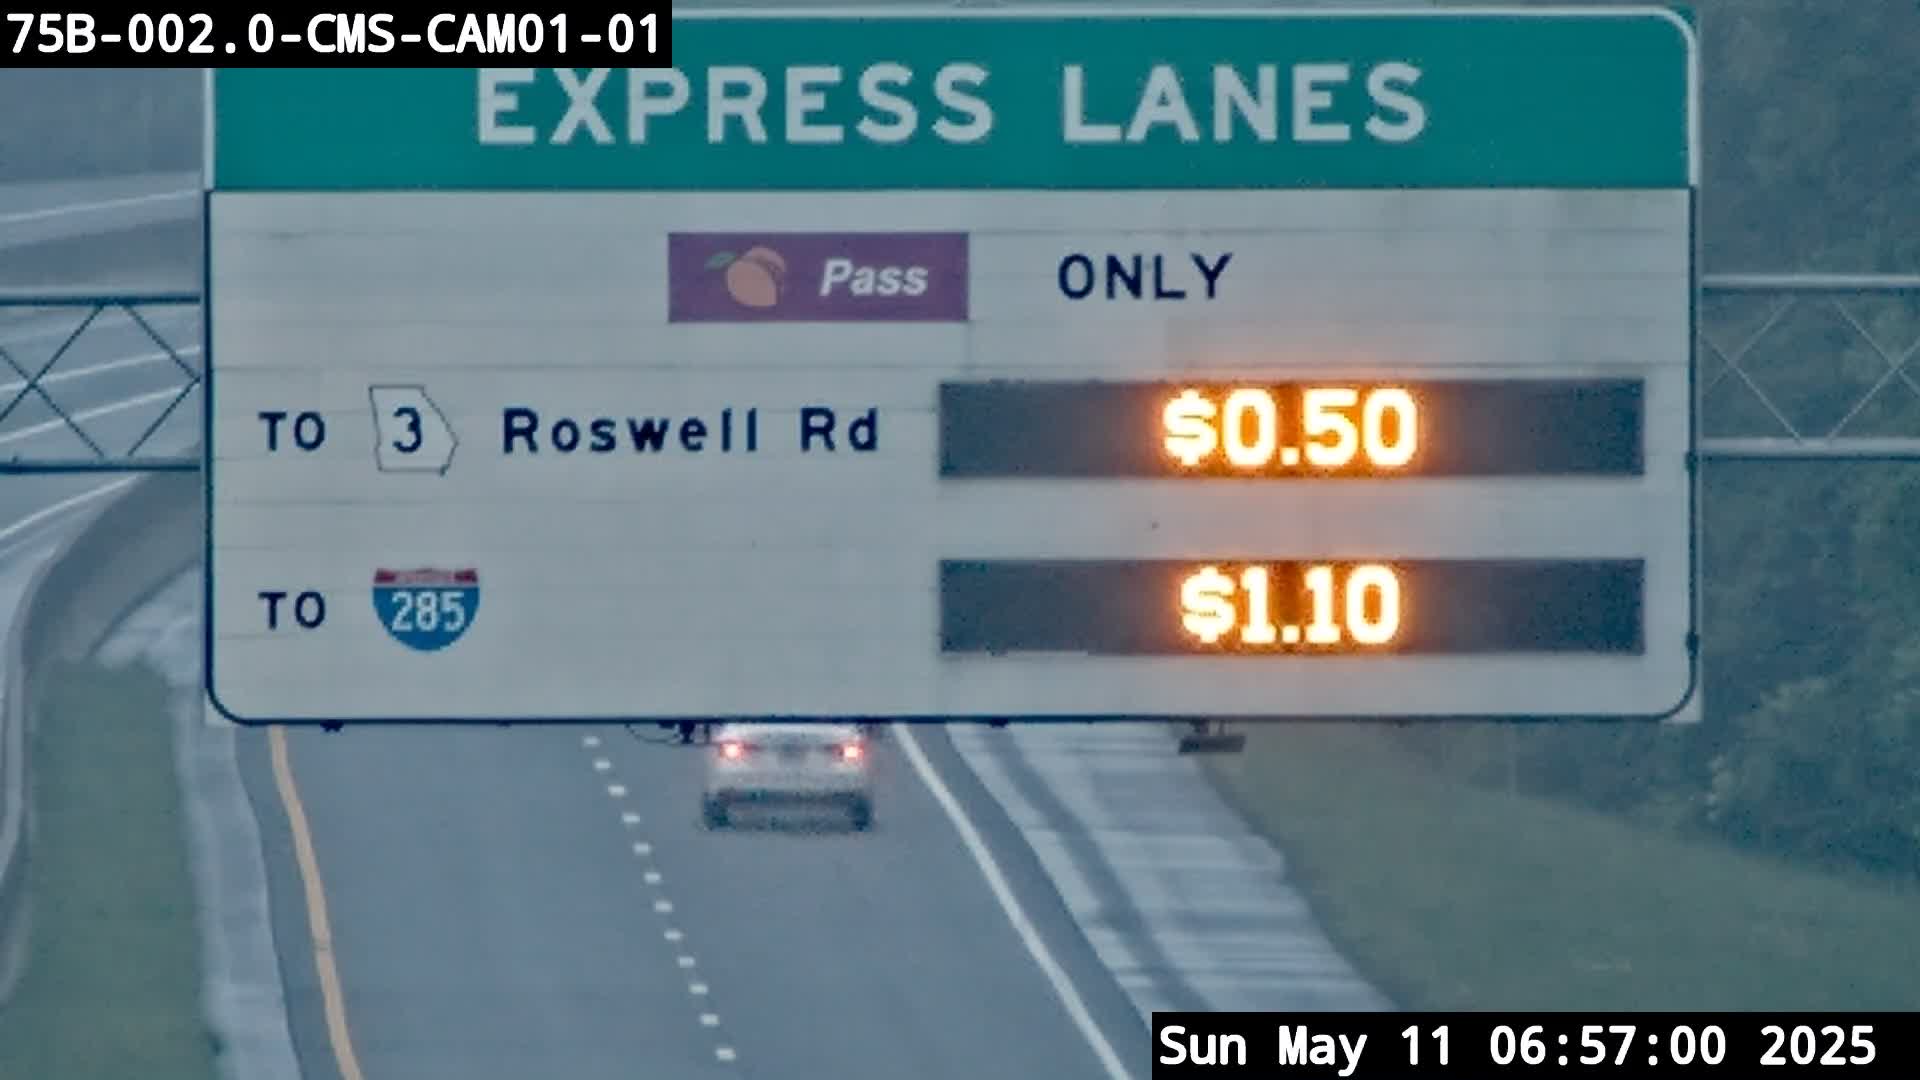 75B-002.0-CMS-CAM01-01
EXPRESS LANES
Pass ONLY
TO 3 Roswell Rd $0.50
TO 285 $1.10
Sun May 11 06:57:00 2025